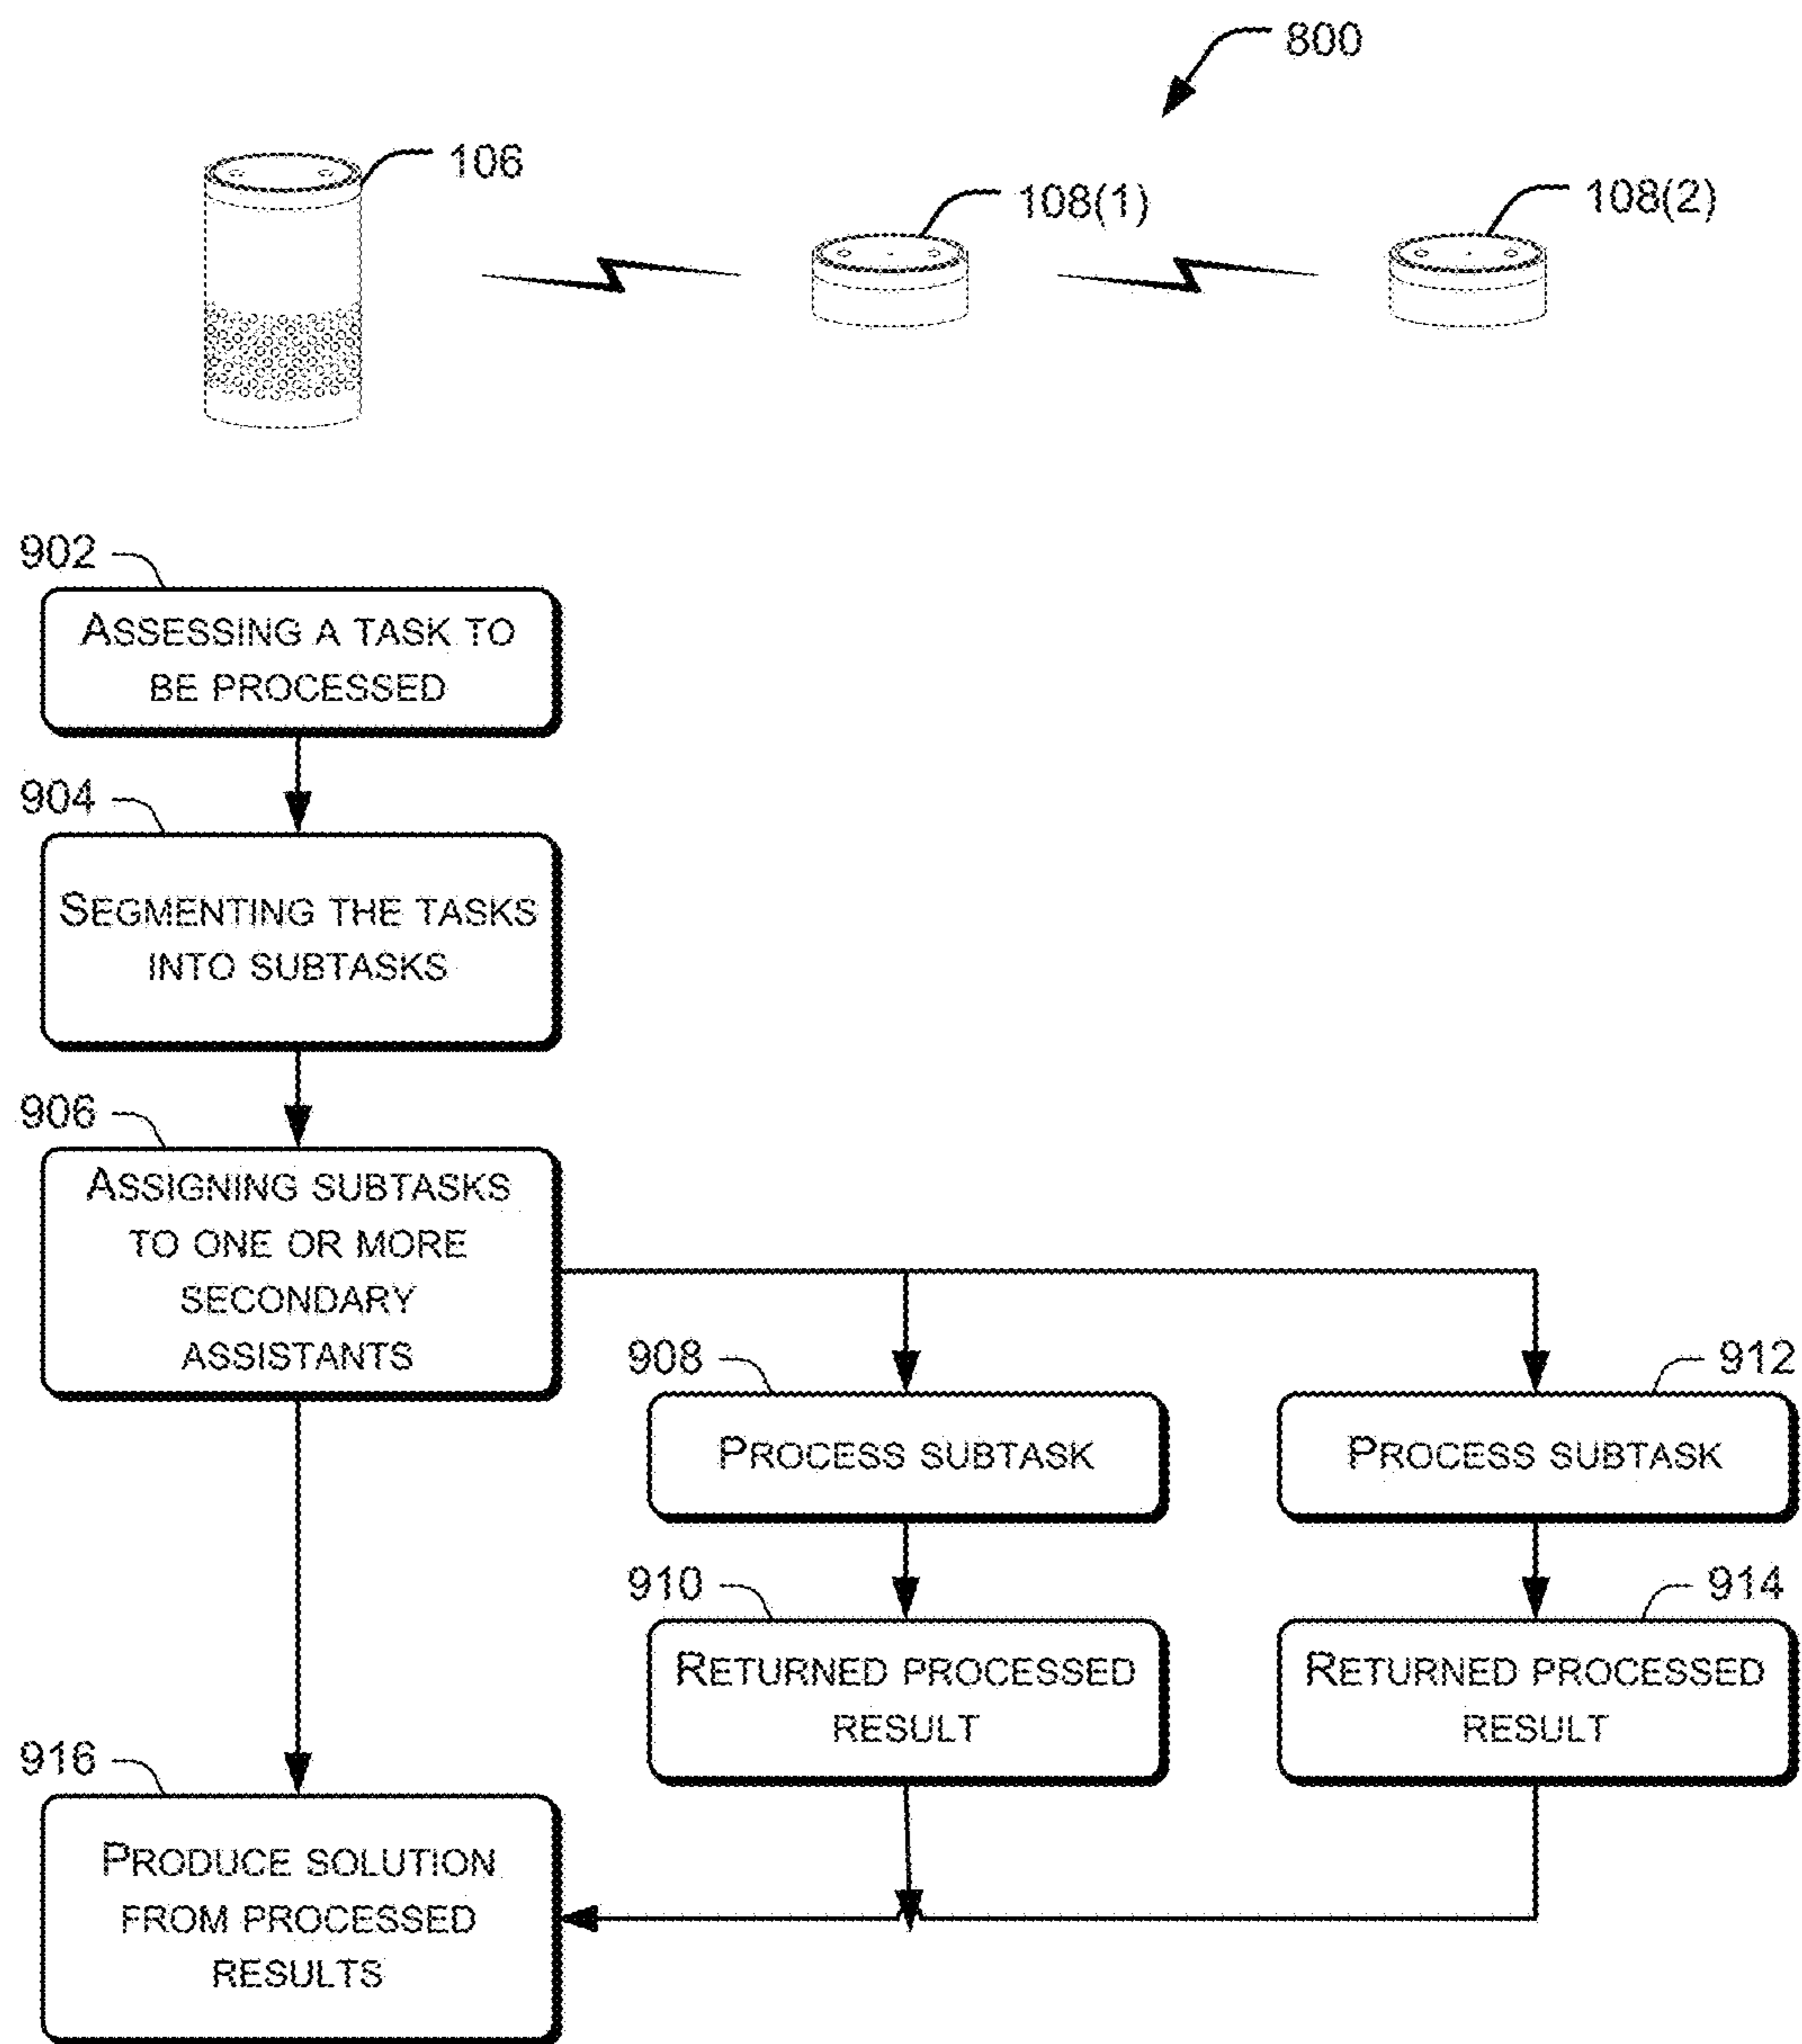 800
106
108(1)
108(2)
902
ASSESSING A TASK TO
BE PROCESSED
904
SEGMENTING THE TASKS
INTO SUBTASKS
906
ASSIGNING SUBTASKS
TO ONE OR MORE
SECONDARY
ASSISTANTS
908
PROCESS SUBTASK
912
PROCESS SUBTASK
910
RETURNED PROCESSED
RESULT
914
RETURNED PROCESSED
RESULT
916
PRODUCE SOLUTION
FROM PROCESSED
RESULTS